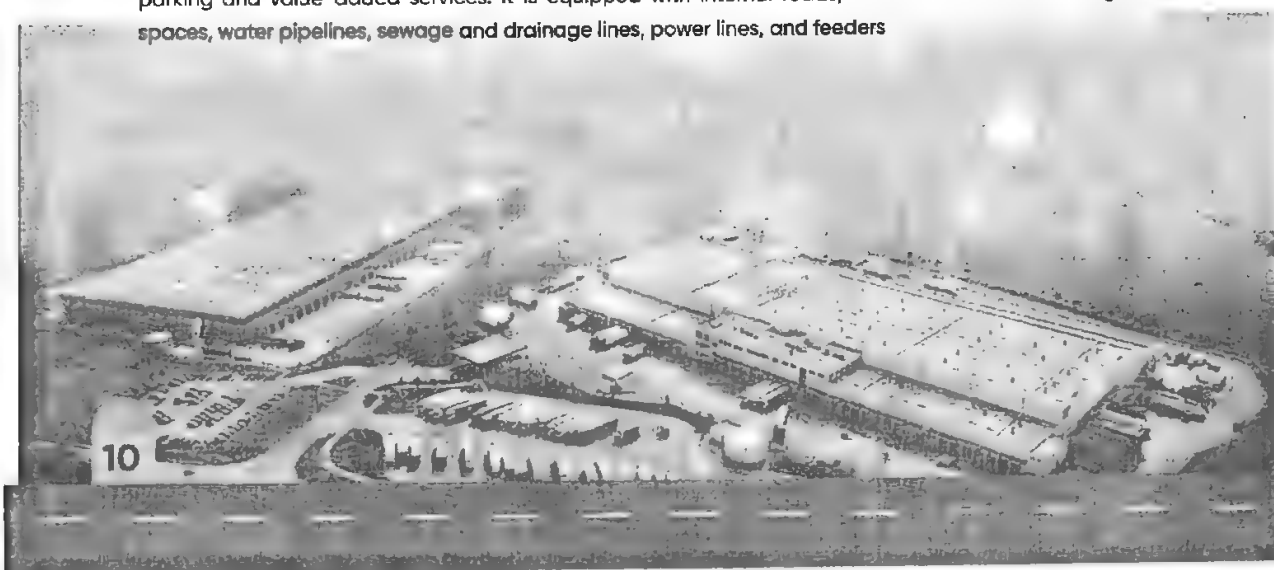 parking and value added services. It is equipped with internal roads,
spaces, water pipelines, sewage and drainage lines, power lines, and feeders
10